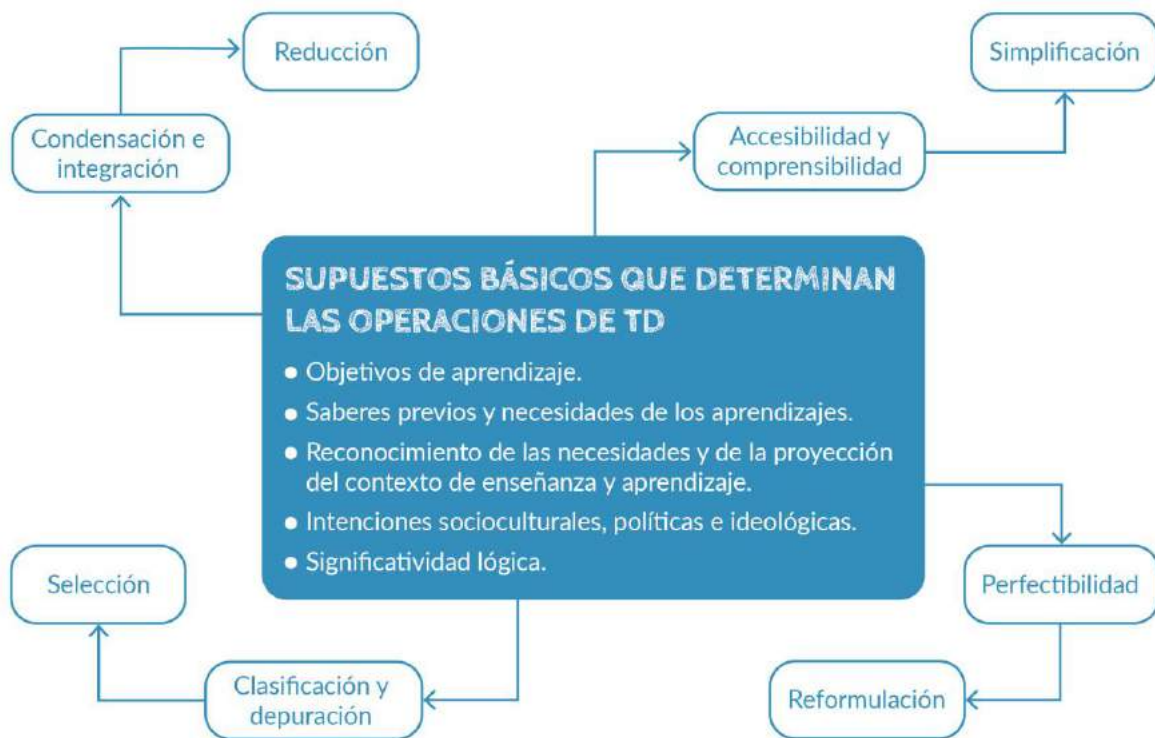 Reducción
Simplificación
Condensación e
integración
Accesibilidad y
comprensibilidad
SUPUESTOS BÁSICOS QUE DETERMINAN
LAS OPERACIONES DE TD
• Objetivos de aprendizaje.
• Saberes previos y necesidades de los aprendizajes.
• Reconocimiento de las necesidades y de la proyección
del contexto de enseñanza y aprendizaje.
• Intenciones socioculturales, políticas e ideológicas.
• Significatividad lógica.
Selección
Perfectibilidad
Clasificación y
depuración
Reformulación